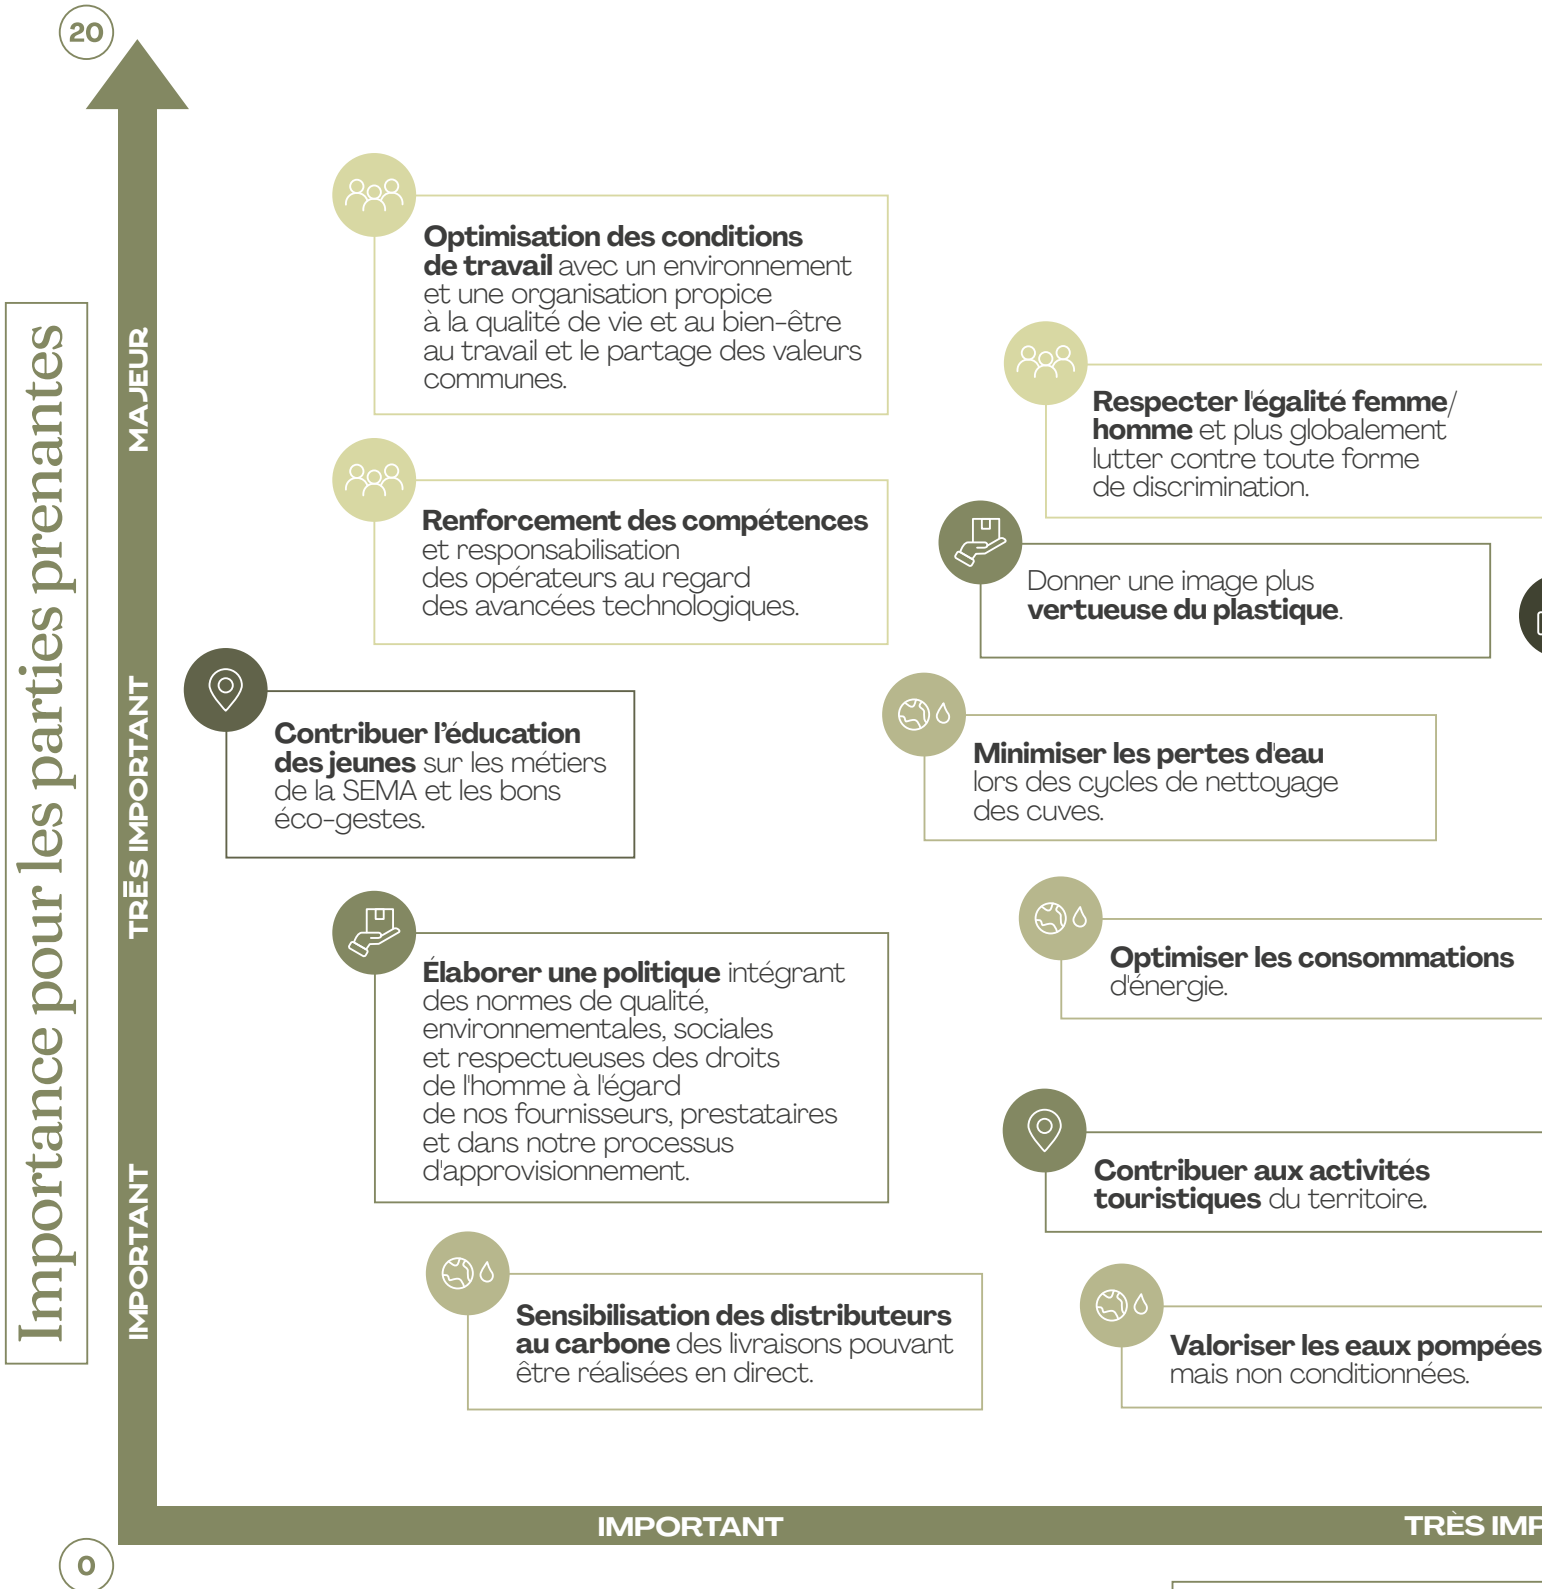 20
Importance pour les parties prenantes
MAJEUR
TRÈS IMPORTANT
IMPORTANT
Optimisation des conditions
de travail avec un environnement
et une organisation propice
à la qualité de vie et au bien-être
au travail et le partage des valeurs
communes.
Respecter l'égalité femme/
homme et plus globalement
lutter contre toute forme
de discrimination.
Renforcement des compétences
et responsabilisation
des opérateurs au regard
des avancées technologiques.
Donner une image plus
vertueuse du plastique.
Contribuer l’éducation
des jeunes sur les métiers
de la SEMA et les bons
éco-gestes.
Minimiser les pertes d'eau
lors des cycles de nettoyage
des cuves.
Élaborer une politique intégrant
des normes de qualité,
environnementales, sociales
et respectueuses des droits
de l'homme à l'égard
de nos fournisseurs, prestataires
et dans notre processus
d'approvisionnement.
Optimiser les consommations
d'énergie.
Contribuer aux activités
touristiques du territoire.
Sensibilisation des distributeurs
au carbone des livraisons pouvant
être réalisées en direct.
Valoriser les eaux pompées
mais non conditionnées.
IMPORTANT
TRÈS IMP
0